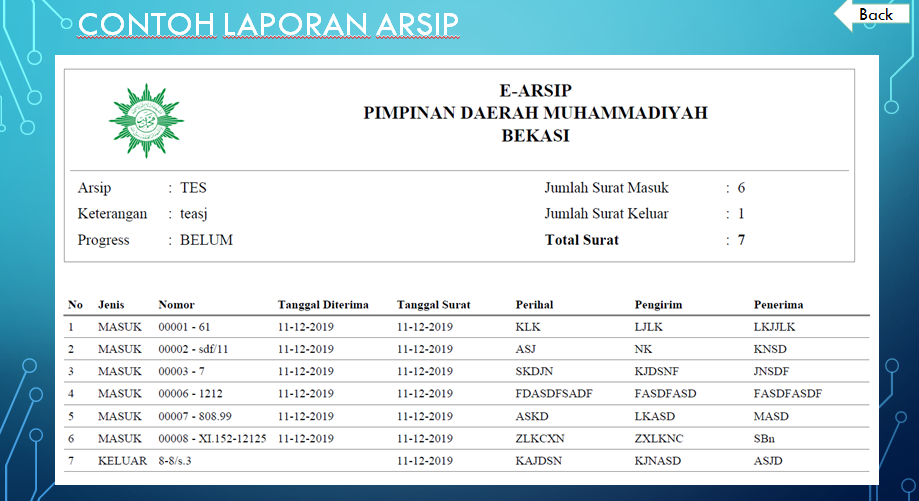 CONTOH LAPORAN ARSIP
Back
E-ARSIP
PIMPINAN DAERAH MUHAMMADIYAH
BEKASI
Arsip : TES Jumlah Surat Masuk : 6
Keterangan : teasj Jumlah Surat Keluar : 1
Progress : BELUM Total Surat : 7
No Jenis Nomor Tanggal Diterima Tanggal Surat Perihal Pengirim Penerima
1 MASUK 00001 - 61 11-12-2019 11-12-2019 KLK LJLK LKJJLK
2 MASUK 00002 - sdf/11 11-12-2019 11-12-2019 ASJ NK KNSD
3 MASUK 00003 - 7 11-12-2019 11-12-2019 SKDJN KJDSNF JNSDF
4 MASUK 00006 - 1212 11-12-2019 11-12-2019 FDASDFSADF FASDFASD FASDFASDF
5 MASUK 00007 - 808.99 11-12-2019 11-12-2019 ASKD LKASD MASD
6 MASUK 00008 - XI.152-12125 11-12-2019 11-12-2019 ZLKCXN ZXLKNC SBn
7 KELUAR 8-8/s.3 11-12-2019 KAJDSN KJNASD ASJD